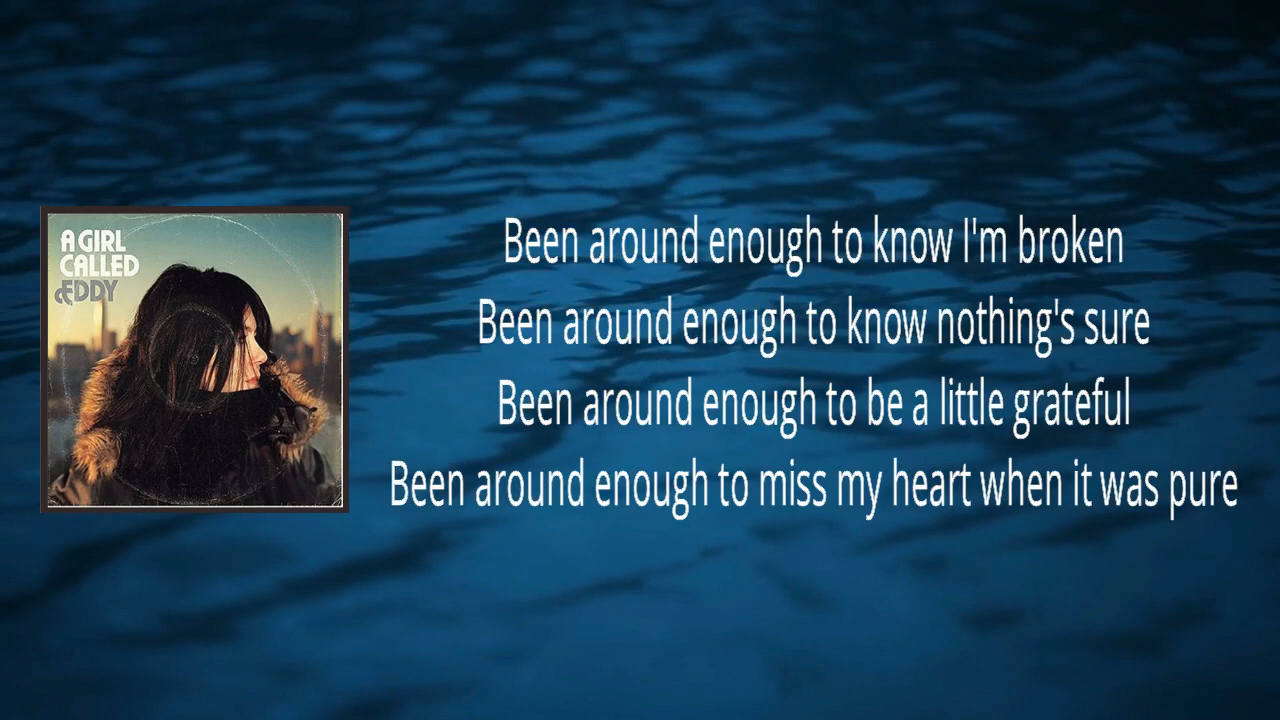 A GIRL
CALLED
EDDY
Been around enough to know I'm broken
Been around enough to know nothing's sure
Been around enough to be a little grateful
Been around enough to miss my heart when it was pure